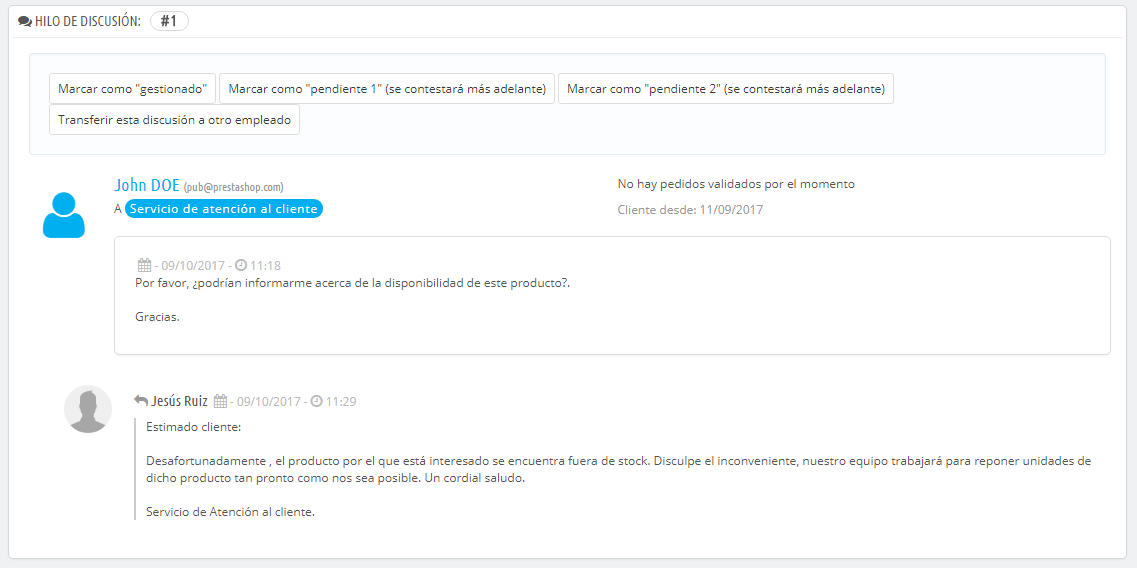 HILO DE DISCUSIÓN: #1
Marcar como "gestionado" Marcar como "pendiente 1" (se contestará más adelante) Marcar como "pendiente 2" (se contestará más adelante)
Transferir esta discusión a otro empleado
John DOE (pub@prestashop.com)
A Servicio de atención al cliente
No hay pedidos validados por el momento
Cliente desde: 11/09/2017
- 09/10/2017 - 11:18
Por favor, ¿podrían informarme acerca de la disponibilidad de este producto?.
Gracias.
Jesús Ruiz - 09/10/2017 - 11:29
Estimado cliente:
Desafortunadamente , el producto por el que está interesado se encuentra fuera de stock. Disculpe el inconveniente, nuestro equipo trabajará para reponer unidades de
dicho producto tan pronto como nos sea posible. Un cordial saludo.
Servicio de Atención al cliente.